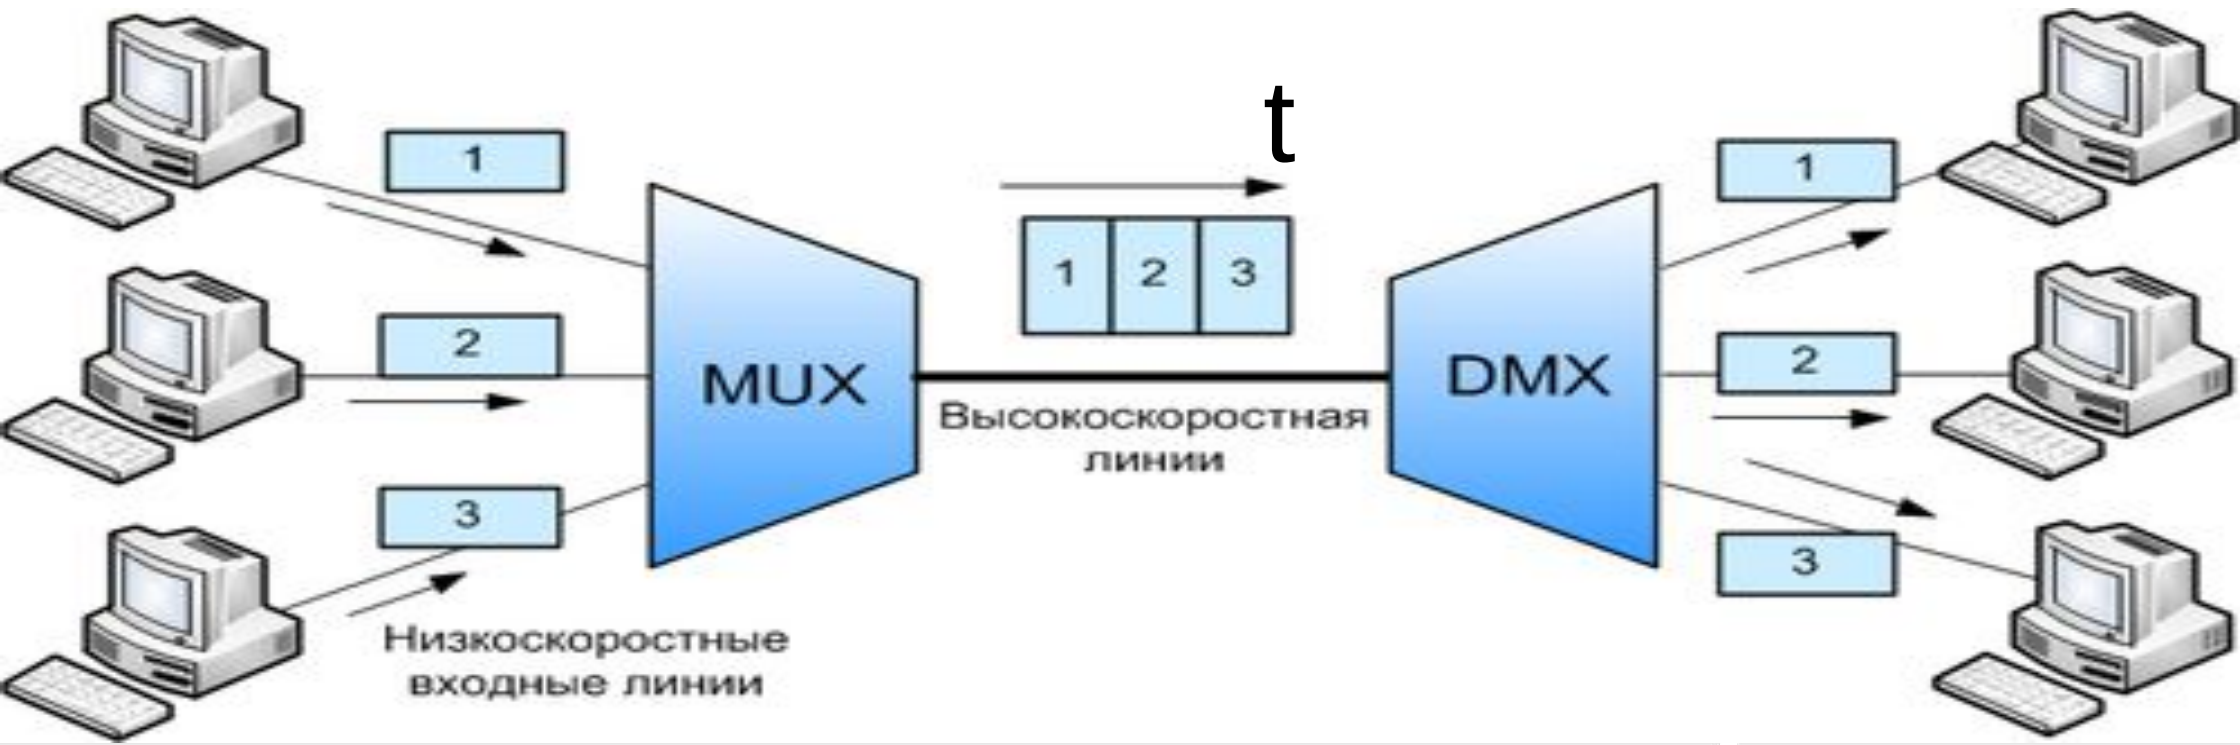 t
1
1
1 2 3
2
2
MUX
DMX
Высокоскоростная
линии
3
3
Низкоскоростные
входные линии